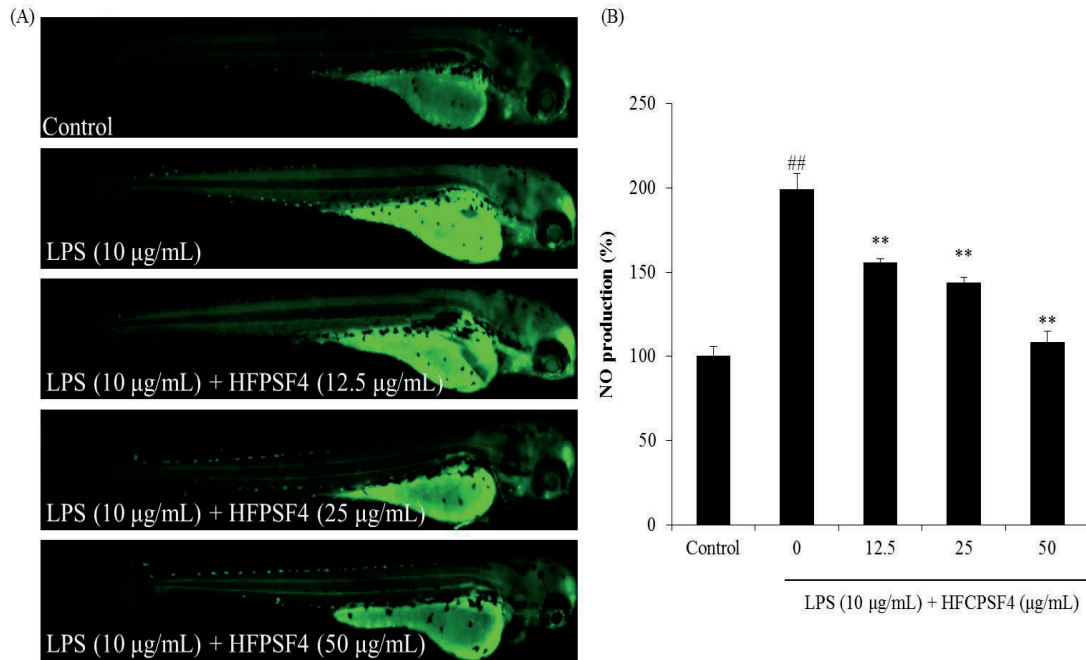 (A)
Control
LPS (10 µg/mL)
LPS (10 µg/mL) + HFPSF4 (12.5 µg/mL)
LPS (10 µg/mL) + HFPSF4 (25 µg/mL)
LPS (10 µg/mL) + HFPSF4 (50 µg/mL)
(B)
NO production (%)
250
200
150
100
50
0
##
**
**
**
Control 0 12.5 25 50
LPS (10 µg/mL) + HFCPSF4 (µg/mL)